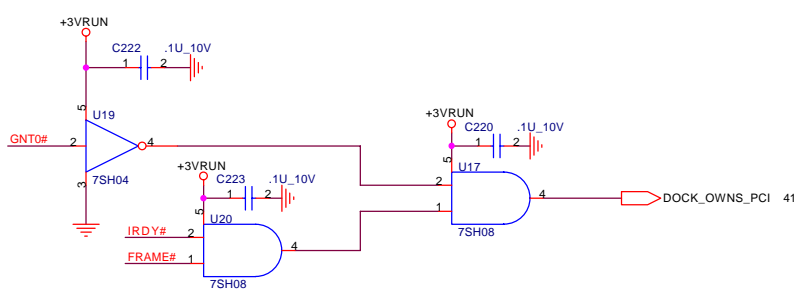 +3VRUN
C222 .1U_10V
1 2
5
U19
GNT0# 2 4
7SH04
3
+3VRUN
C223 .1U_10V
1 2
5
U20
IRDY# 2
4
FRAME# 1
7SH08
+3VRUN
C220 .1U_10V
1 2
5
U17
2
4
1
7SH08
DOCK_OWNS_PCI 41